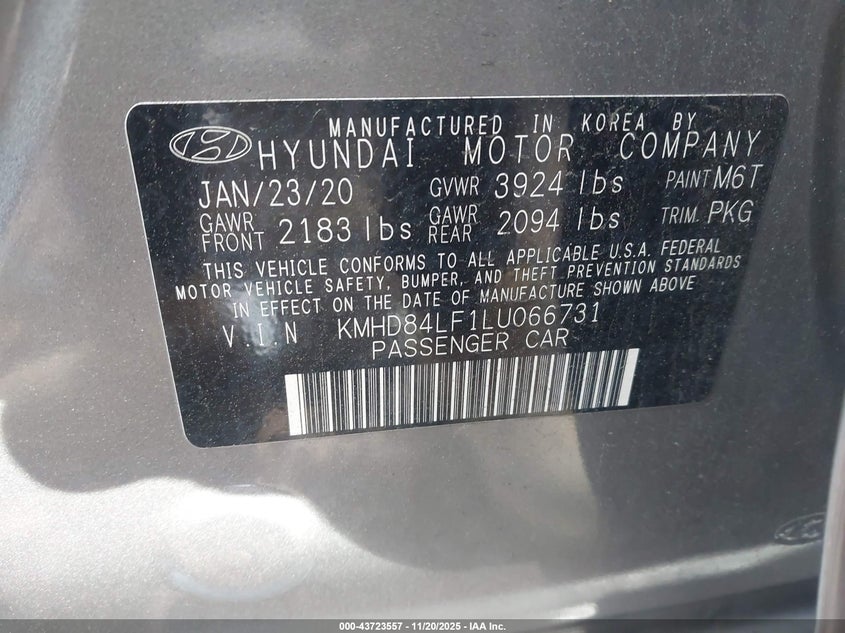 MANUFACTURED IN KOREA BY
HYUNDAI MOTOR COMPANY
JAN/23/20 GVWR 3924 lbs PAINT M6T
GAWR FRONT 2183 lbs GAWR REAR 2094 lbs TRIM. PKG
THIS VEHICLE CONFORMS TO ALL APPLICABLE U.S.A. FEDERAL
MOTOR VEHICLE SAFETY, BUMPER, AND THEFT PREVENTION STANDARDS
IN EFFECT ON THE DATE OF MANUFACTURE SHOWN ABOVE
V.I.N KMHD84LF1LU066731
PASSENGER CAR
000-43723557 - 11/20/2025 - IAA Inc.